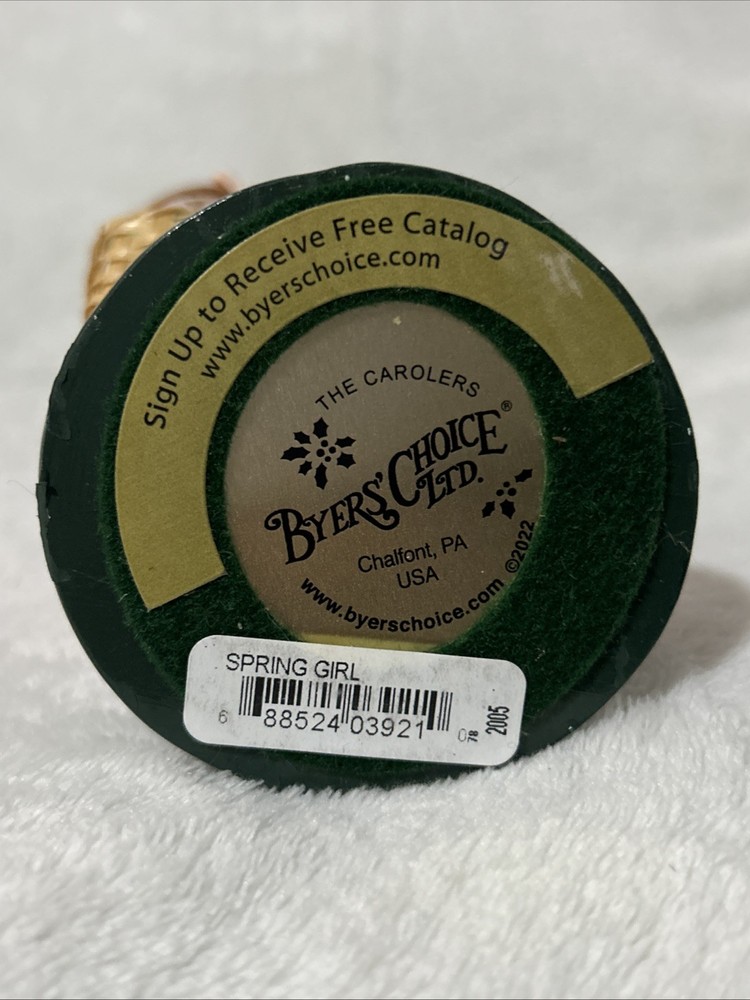 Sign Up to Receive Free Catalog
www.byerschoice.com
THE CAROLERS
BYERS' CHOICE®
LTD.
Chalfont, PA
USA
www.byerschoice.com ©2022
SPRING GIRL
6 88524 03921 0 78
2005